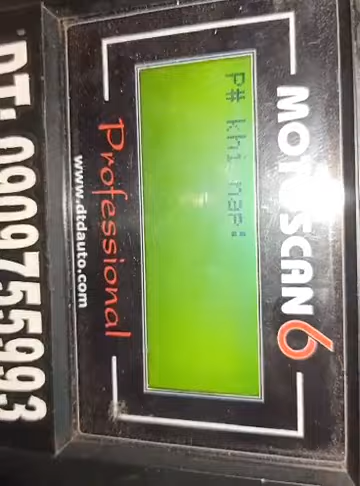 MOTOSCAN6
P# khi nap:
Professional
www.dtdauto.com
DT: 0909755993